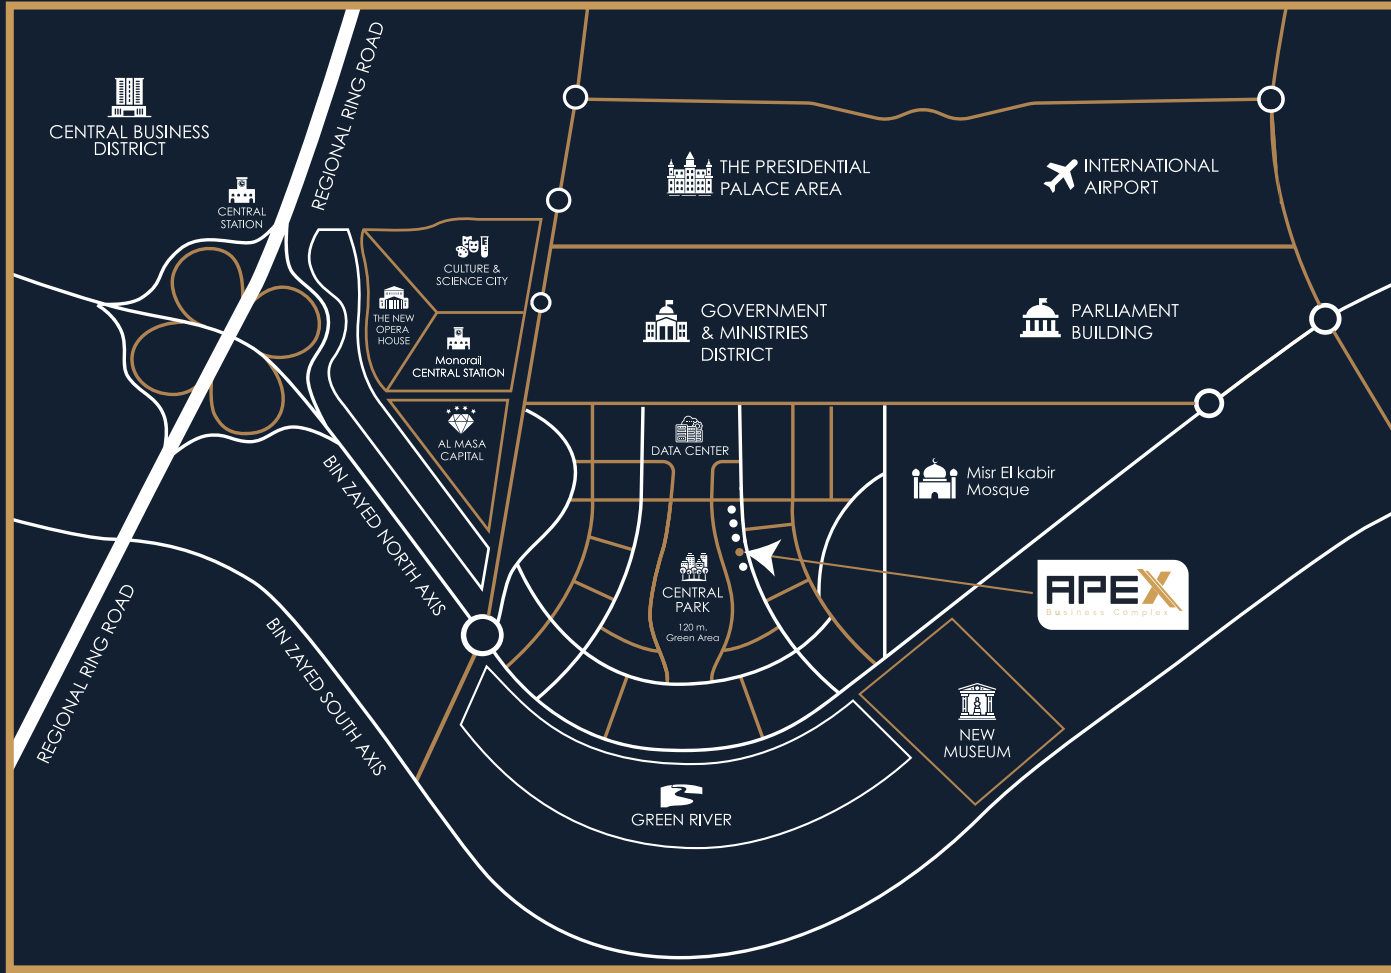 CENTRAL BUSINESS
DISTRICT
CENTRAL
STATION
REGIONAL RING ROAD
THE PRESIDENTIAL
PALACE AREA
INTERNATIONAL
AIRPORT
CULTURE &
SCIENCE CITY
THE NEW
OPERA
HOUSE
Monorail
CENTRAL STATION
GOVERNMENT
& MINISTRIES
DISTRICT
PARLIAMENT
BUILDING
AL MASA
CAPITAL
DATA CENTER
Misr El kabir
Mosque
BIN ZAYED NORTH AXIS
CENTRAL
PARK
120 m.
Green Area
APEX
Business Complex
REGIONAL RING ROAD
BIN ZAYED SOUTH AXIS
NEW
MUSEUM
GREEN RIVER